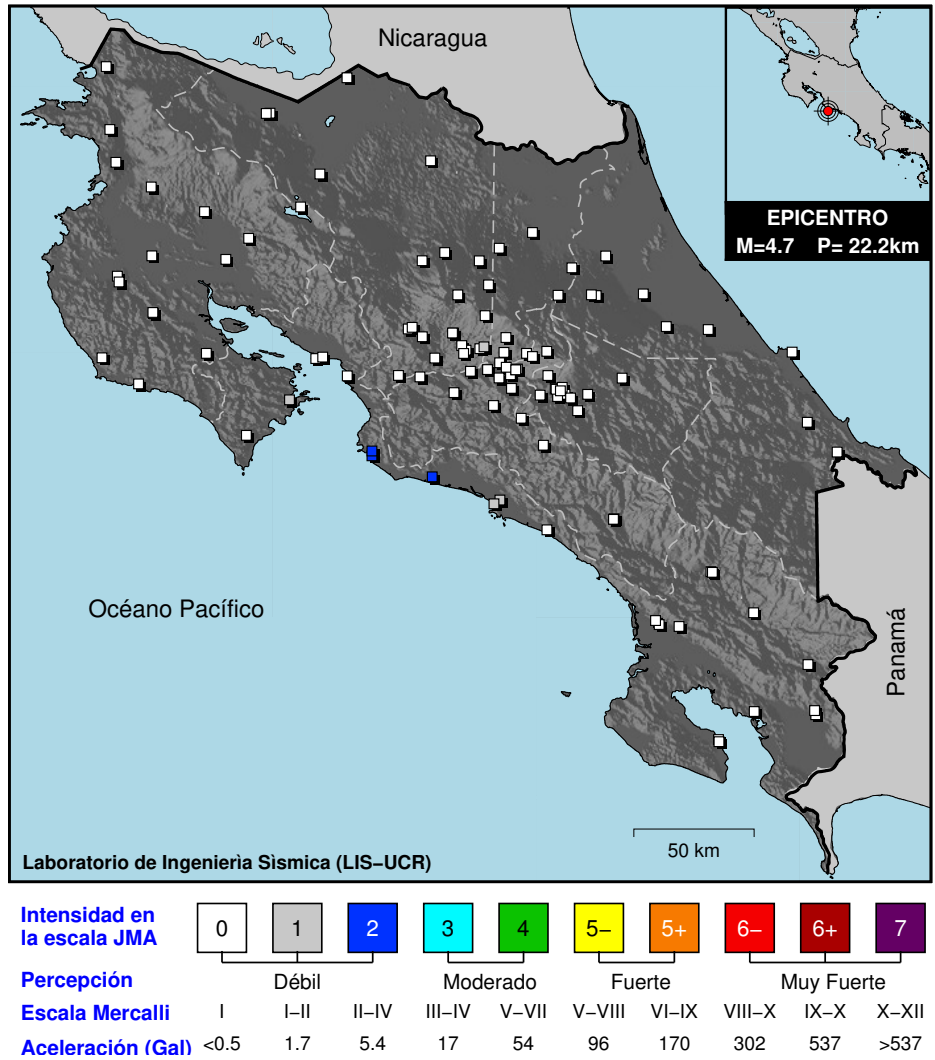 Nicaragua
EPICENTRO
M=4.7 P= 22.2km
Océano Pacífico
Panamá
50 km
Laboratorio de Ingenierìa Sìsmica (LIS−UCR)
Intensidad en
la escala JMA
0 1 2 3 4 5− 5+ 6− 6+ 7
Percepción Débil Moderado Fuerte Muy Fuerte
Escala Mercalli I I−II II−IV III−IV V−VII V−VIII VI−IX VIII−X IX−X X−XII
Aceleración (Gal) <0.5 1.7 5.4 17 54 96 170 302 537 >537